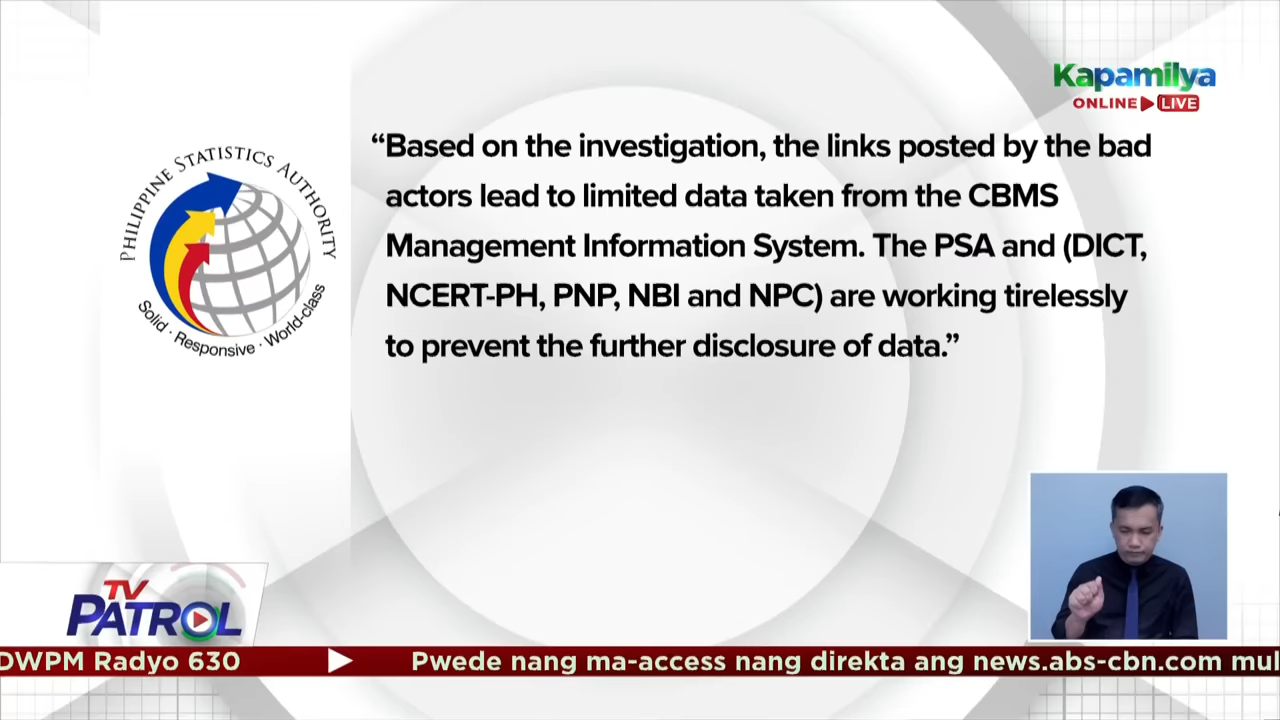 Kapamilya
ONLINE LIVE
PHILIPPINE STATISTICS AUTHORITY
Solid · Responsive · World-class
“Based on the investigation, the links posted by the bad
actors lead to limited data taken from the CBMS
Management Information System. The PSA and (DICT,
NCERT-PH, PNP, NBI and NPC) are working tirelessly
to prevent the further disclosure of data.”
TV
PATROL
DWPM Radyo 630 Pwede nang ma-access nang direkta ang news.abs-cbn.com mul